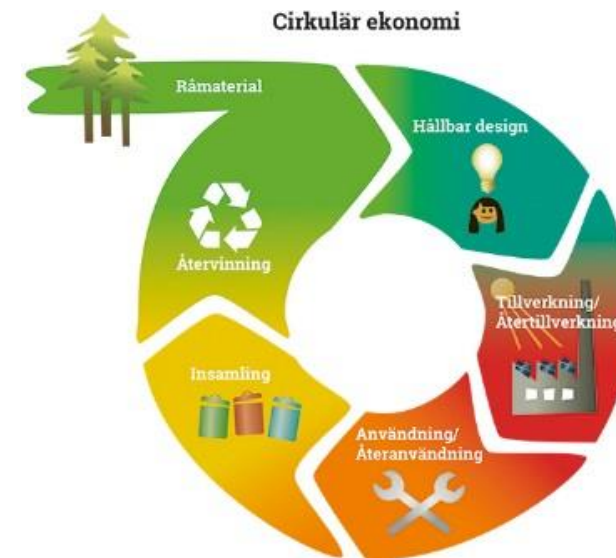 Cirkulär ekonomi
Råmaterial
Hållbar design
Tillverkning/
Återtillverkning
Användning/
Återanvändning
Insamling
Återvinning